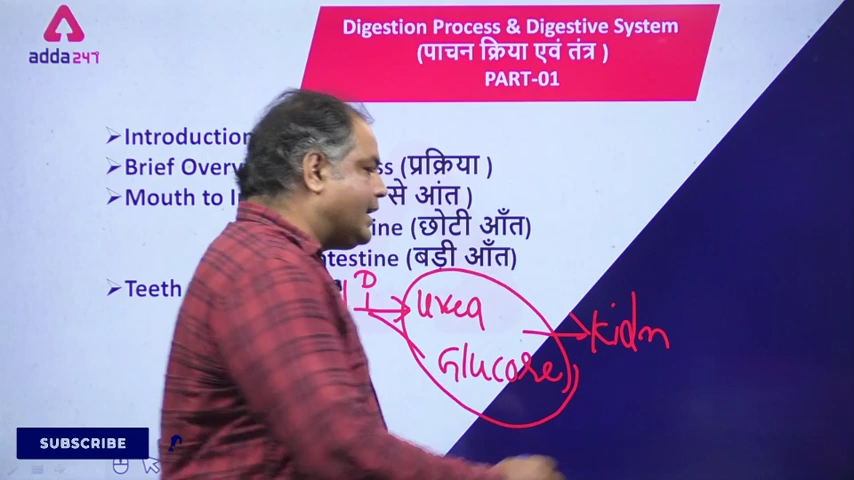 adda247
Digestion Process & Digestive System
(पाचन क्रिया एवं तंत्र )
PART-01
➢Introduction
➢Brief Overv ss (प्रक्रिया )
➢Mouth to I से आंत )
ine (छोटी आँत)
ntestine (बड़ी आँत)
➢Teeth
D
Urea
Glucose
Kidn
SUBSCRIBE